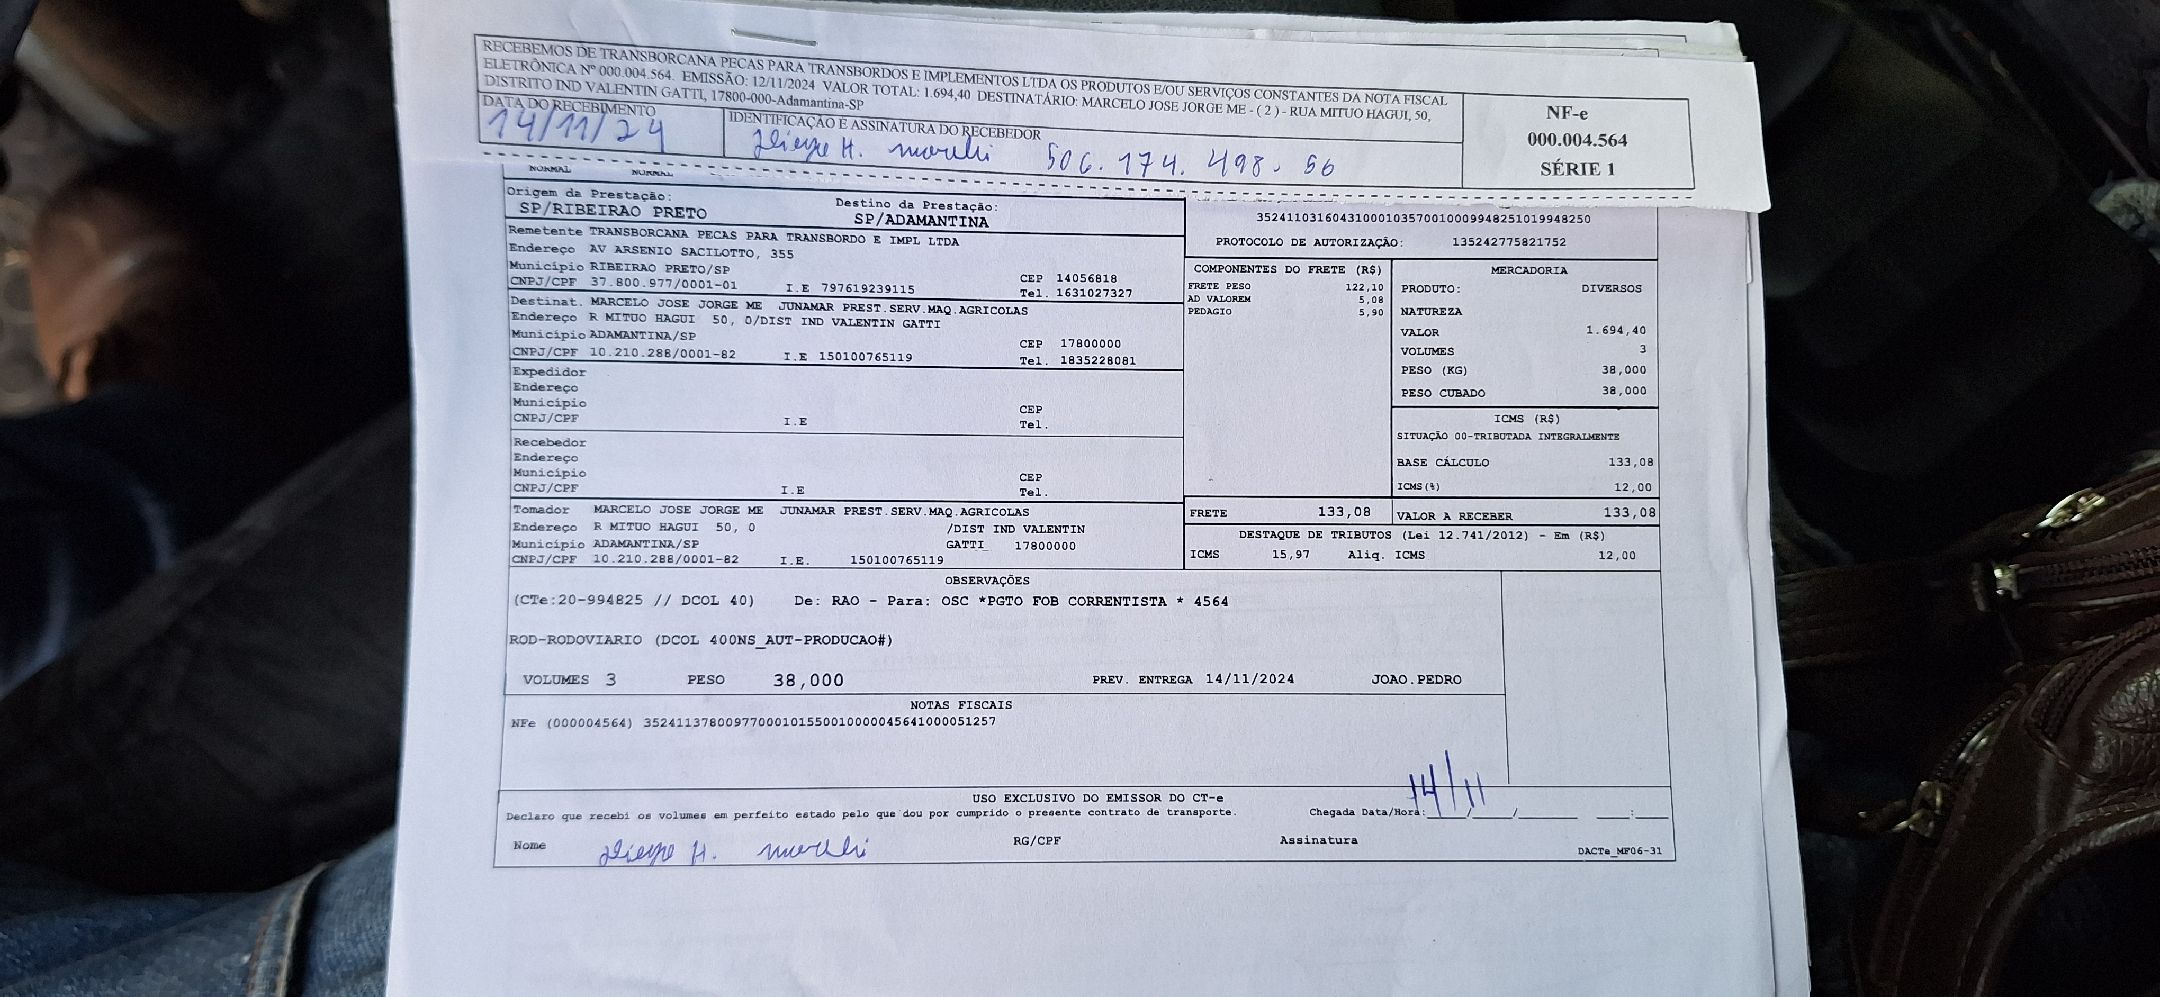 RECEBEMOS DE TRANSBORCANA PECAS PARA TRANSBORDOS E IMPLEMENTOS LTDA OS PRODUTOS E/OU SERVIÇOS CONSTANTES DA NOTA FISCAL
ELETRÔNICA Nº 000.004.564. EMISSÃO: 12/11/2024 VALOR TOTAL: 1.694,40 DESTINATÁRIO: MARCELO JOSE JORGE ME - ( 2 ) - RUA MITUO HAGUI, 50,
DISTRITO IND VALENTIN GATTI, 17800-000-Adamantina-SP
DATA DO RECEBIMENTO
14/11/24
IDENTIFICAÇÃO E ASSINATURA DO RECEBEDOR
H. 506.174.498-56
NF-e
000.004.564
SÉRIE 1
NORMAL NORMAL
Origem da Prestação:
SP/RIBEIRAO PRETO
Destino da Prestação:
SP/ADAMANTINA
35241103160431000103570010009948251019948250
PROTOCOLO DE AUTORIZAÇÃO: 135242775821752
Remetente TRANSBORCANA PECAS PARA TRANSBORDO E IMPL LTDA
Endereço AV ARSENIO SACILOTTO, 355
Município RIBEIRAO PRETO/SP CEP 14056818
CNPJ/CPF 37.800.977/0001-01 I.E 797619239115 Tel. 1631027327
Destinat. MARCELO JOSE JORGE ME JUNAMAR PREST.SERV.MAQ.AGRICOLAS
Endereço R MITUO HAGUI 50, 0/DIST IND VALENTIN GATTI
Município ADAMANTINA/SP CEP 17800000
CNPJ/CPF 10.210.288/0001-82 I.E 150100765119 Tel. 1835228081
Expedidor
Endereço
Município CEP
CNPJ/CPF I.E Tel.
Recebedor
Endereço
Município CEP
CNPJ/CPF I.E Tel.
Tomador MARCELO JOSE JORGE ME JUNAMAR PREST.SERV.MAQ.AGRICOLAS
Endereço R MITUO HAGUI 50, 0 /DIST IND VALENTIN
Município ADAMANTINA/SP GATTI 17800000
CNPJ/CPF 10.210.288/0001-82 I.E. 150100765119
COMPONENTES DO FRETE (R$)
FRETE PESO 122,10
AD VALOREM 5,08
PEDAGIO 5,90
MERCADORIA
PRODUTO: DIVERSOS
NATUREZA
VALOR 1.694,40
VOLUMES 3
PESO (KG) 38,000
PESO CUBADO 38,000
ICMS (R$)
SITUAÇÃO 00-TRIBUTADA INTEGRALMENTE
BASE CÁLCULO 133,08
ICMS(%) 12,00
FRETE 133,08 VALOR A RECEBER 133,08
DESTAQUE DE TRIBUTOS (Lei 12.741/2012) - Em (R$)
ICMS 15,97 Aliq. ICMS 12,00
OBSERVAÇÕES
(CTe:20-994825 // DCOL 40) De: RAO - Para: OSC *PGTO FOB CORRENTISTA * 4564
ROD-RODOVIARIO (DCOL 400NS_AUT-PRODUCAO#)
VOLUMES 3 PESO 38,000 PREV. ENTREGA 14/11/2024 JOAO.PEDRO
NOTAS FISCAIS
NFe (000004564) 35241137800977000101550010000045641000051257
USO EXCLUSIVO DO EMISSOR DO CT-e
Declaro que recebi os volumes em perfeito estado pelo que dou por cumprido o presente contrato de transporte. Chegada Data/Hora: 14/11/
Nome H. RG/CPF Assinatura
DACTe_MF06-31